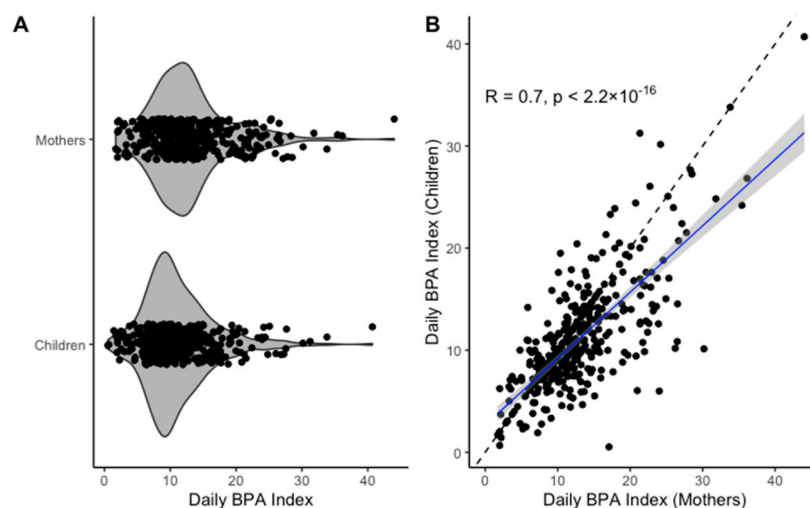 A
Mothers
Children
0 10 20 30 40
Daily BPA Index
B
R = 0.7, p < 2.2×10⁻¹⁶
Daily BPA Index (Children)
40
30
20
10
0
0 10 20 30 40
Daily BPA Index (Mothers)